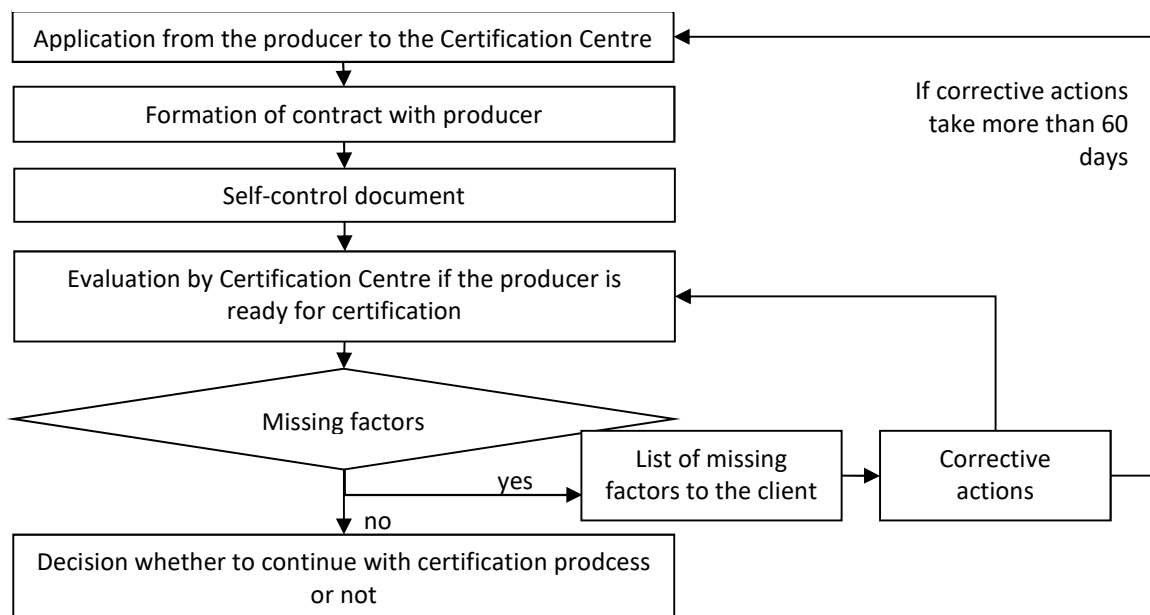 Application from the producer to the Certification Centre
If corrective actions
take more than 60
days
Formation of contract with producer
Self-control document
Evaluation by Certification Centre if the producer is
ready for certification
Missing factors
yes
List of missing
factors to the client
Corrective
actions
no
Decision whether to continue with certification prodcess
or not